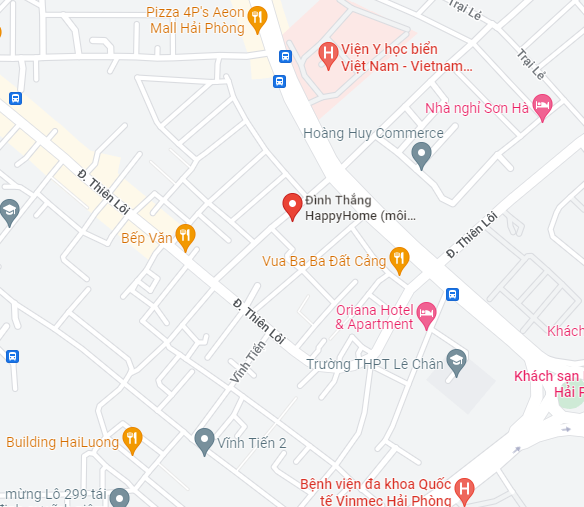 Trại Lẻ
Pizza 4P's Aeon
Mall Hải Phòng
Viện Y học biển
Việt Nam - Vietnam...
Trại Lẻ
Nhà nghỉ Sơn Hà
Hoàng Huy Commerce
Đ. Thiên Lôi
Đình Thắng
HappyHome (môi...
Bếp Văn
Đ. Thiên Lôi
Vua Ba Ba Đất Cảng
Đ. Thiên Lôi
Oriana Hotel
& Apartment
Khách
Vĩnh Tiến
Trường THPT Lê Chân
Khách sạn
Hải P
Building HaiLuong
Vĩnh Tiến 2
Bệnh viện đa khoa Quốc
tế Vinmec Hải Phòng
mừng Lô 299 tái